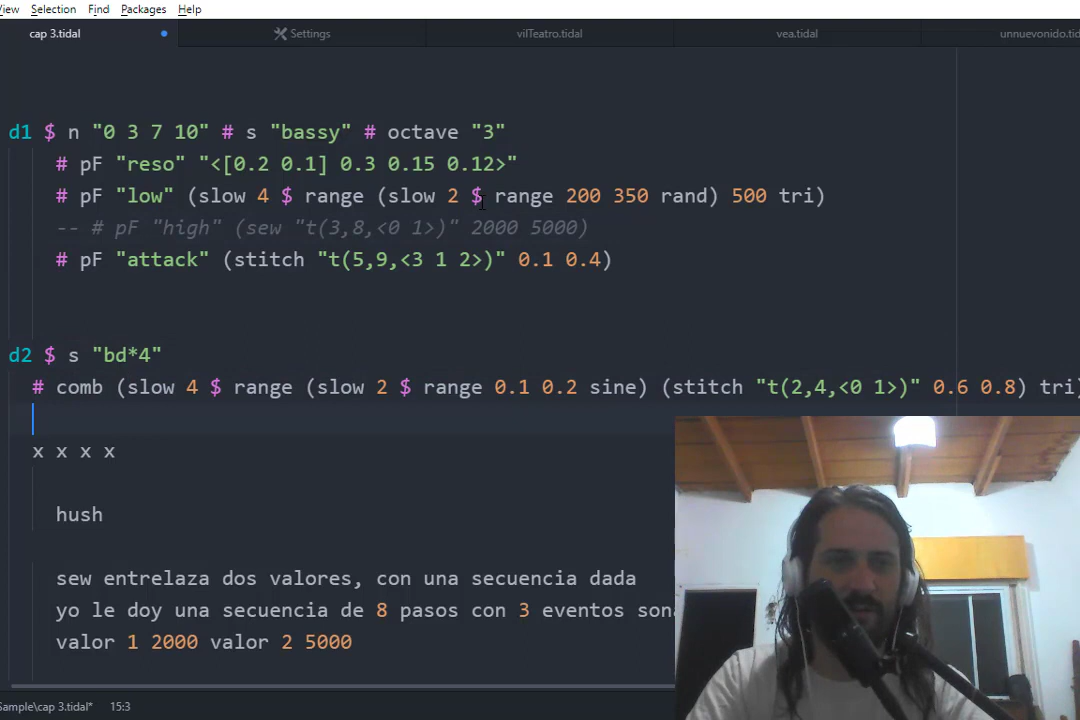 View Selection Find Packages Help
cap 3.tidal Settings vilTeatro.tidal vea.tidal unnuevonido.tid
d1 $ n "0 3 7 10" # s "bassy" # octave "3"
# pF "reso" "<[0.2 0.1] 0.3 0.15 0.12>"
# pF "low" (slow 4 $ range (slow 2 $ range 200 350 rand) 500 tri)
-- # pF "high" (sew "t(3,8,<0 1>)" 2000 5000)
# pF "attack" (stitch "t(5,9,<3 1 2>)" 0.1 0.4)
d2 $ s "bd*4"
# comb (slow 4 $ range (slow 2 $ range 0.1 0.2 sine) (stitch "t(2,4,<0 1>)" 0.6 0.8) tri)
x x x x
hush
sew entrelaza dos valores, con una secuencia dada
yo le doy una secuencia de 8 pasos con 3 eventos son
valor 1 2000 valor 2 5000
Sample\cap 3.tidal* 15:3